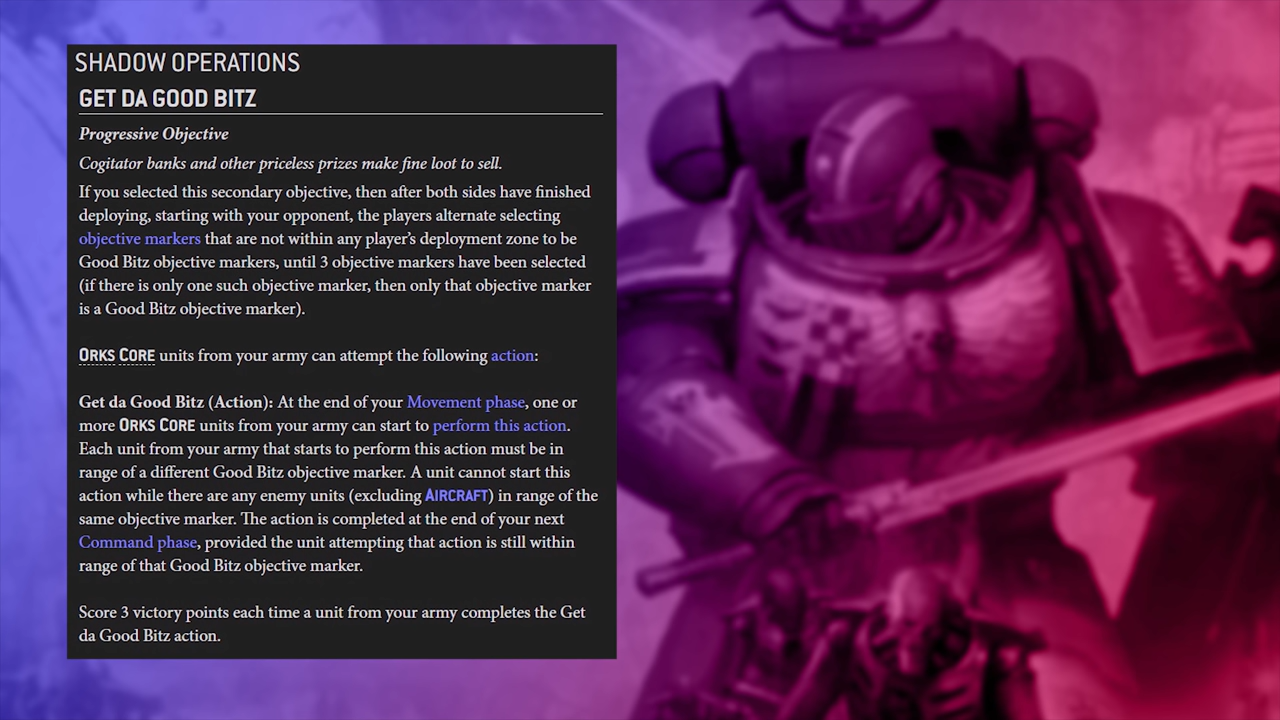 SHADOW OPERATIONS
GET DA GOOD BITZ
Progressive Objective
Cogitator banks and other priceless prizes make fine loot to sell.
If you selected this secondary objective, then after both sides have finished
deploying, starting with your opponent, the players alternate selecting
objective markers that are not within any player's deployment zone to be
Good Bitz objective markers, until 3 objective markers have been selected
(if there is only one such objective marker, then only that objective marker
is a Good Bitz objective marker).
ORKS CORE units from your army can attempt the following action:
Get da Good Bitz (Action): At the end of your Movement phase, one or
more ORKS CORE units from your army can start to perform this action.
Each unit from your army that starts to perform this action must be in
range of a different Good Bitz objective marker. A unit cannot start this
action while there are any enemy units (excluding AIRCRAFT) in range of the
same objective marker. The action is completed at the end of your next
Command phase, provided the unit attempting that action is still within
range of that Good Bitz objective marker.
Score 3 victory points each time a unit from your army completes the Get
da Good Bitz action.